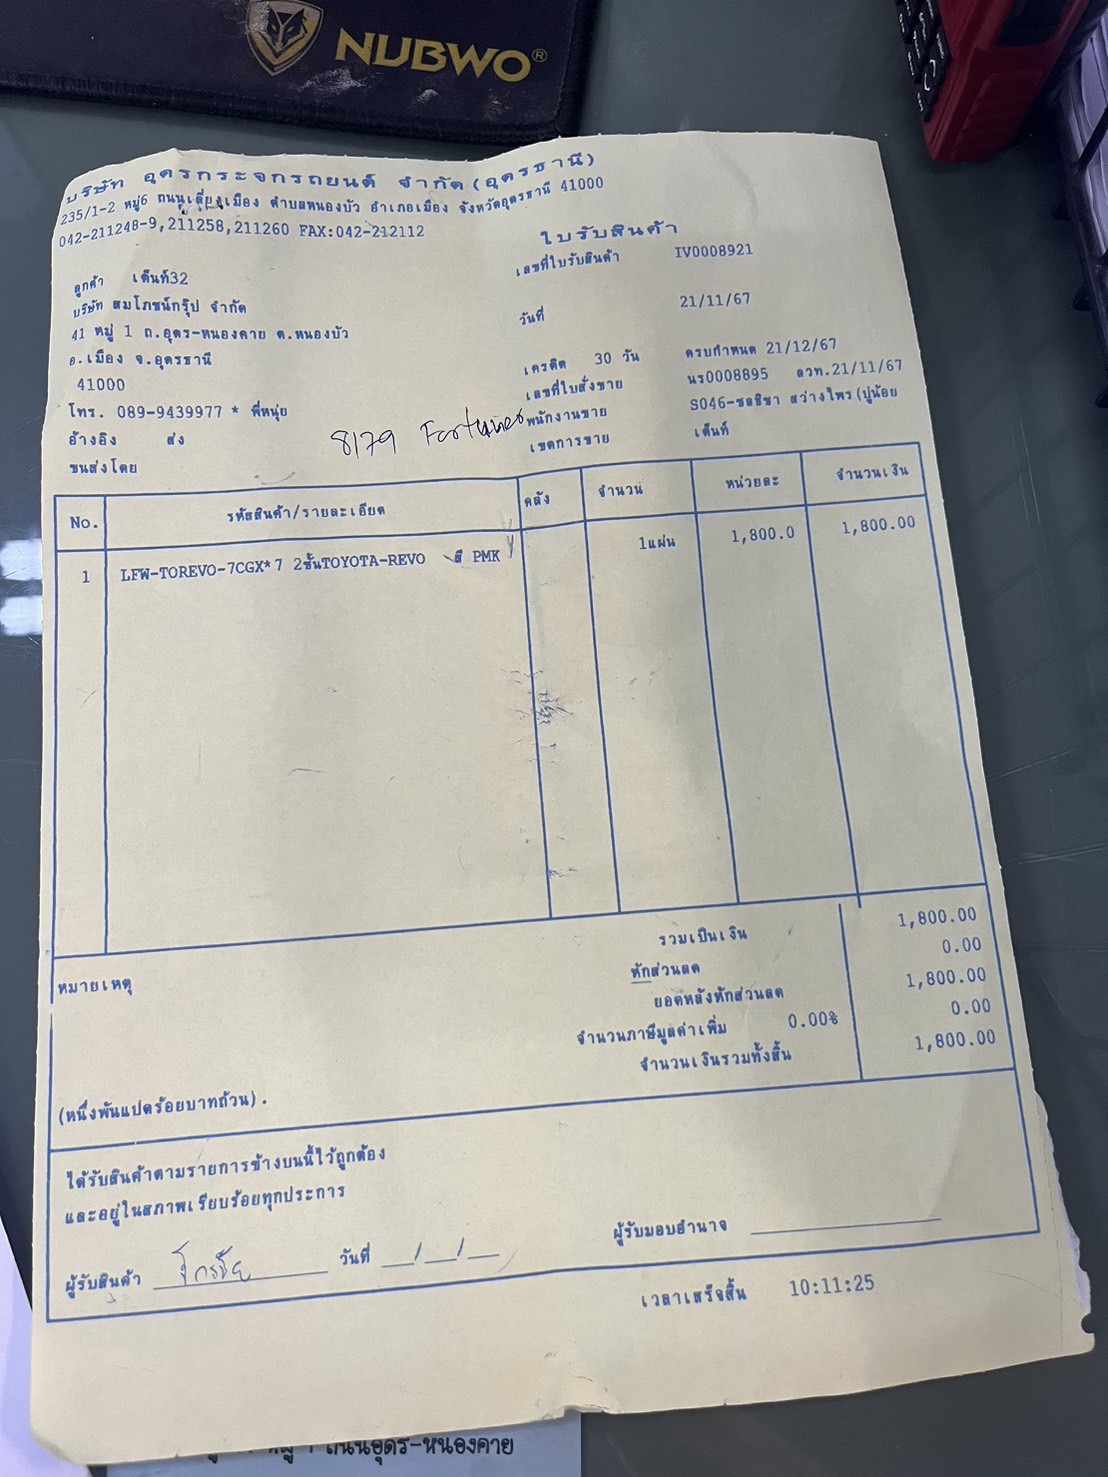 NUBWO®
บริษัท อุดรกระจกรถยนต์ จำกัด(อุดรธานี)
235/1-2 หมู่6 ถนนเลี่ยงเมือง ตำบลหนองบัว อำเภอเมือง จังหวัดอุดรธานี 41000
042-211248-9,211258,211260 FAX:042-212112
ใบรับสินค้า
เลขที่ใบรับสินค้า IV0008921
ลูกค้า เต็นท์32
บริษัท สมโภชน์กรุ๊ป จำกัด
วันที่ 21/11/67
41 หมู่ 1 ถ.อุดร-หนองคาย ต.หนองบัว
อ.เมือง จ.อุดรธานี
เครดิต 30 วัน ครบกำหนด 21/12/67
41000
เลขที่ใบสั่งขาย นร0008895 ลวท.21/11/67
โทร. 089-9439977 * พี่หนุ่ย
พนักงานขาย S046-ชลธิชา สว่างไพร(ปูน้อย
อ้างอิง ส่ง
8179 Fortuner
เขตการขาย เต็นท์
ขนส่งโดย
No. รหัสสินค้า/รายละเอียด คลัง จำนวน หน่วยละ จำนวนเงิน
1 LFW-TOREVO-7CGX*7 2ชั้นTOYOTA-REVO สี PMK 1แผ่น 1,800.0 1,800.00
รวมเป็นเงิน 1,800.00
หมายเหตุ
หักส่วนลด 0.00
ยอดหลังหักส่วนลด 1,800.00
จำนวนภาษีมูลค่าเพิ่ม 0.00% 0.00
จำนวนเงินรวมทั้งสิ้น 1,800.00
(หนึ่งพันแปดร้อยบาทถ้วน).
ได้รับสินค้าตามรายการข้างบนนี้ไว้ถูกต้อง
และอยู่ในสภาพเรียบร้อยทุกประการ
ผู้รับสินค้า วันที่ / / ผู้รับมอบอำนาจ
เวลาเสร็จสิ้น 10:11:25
ถนนอุดร-หนองคาย